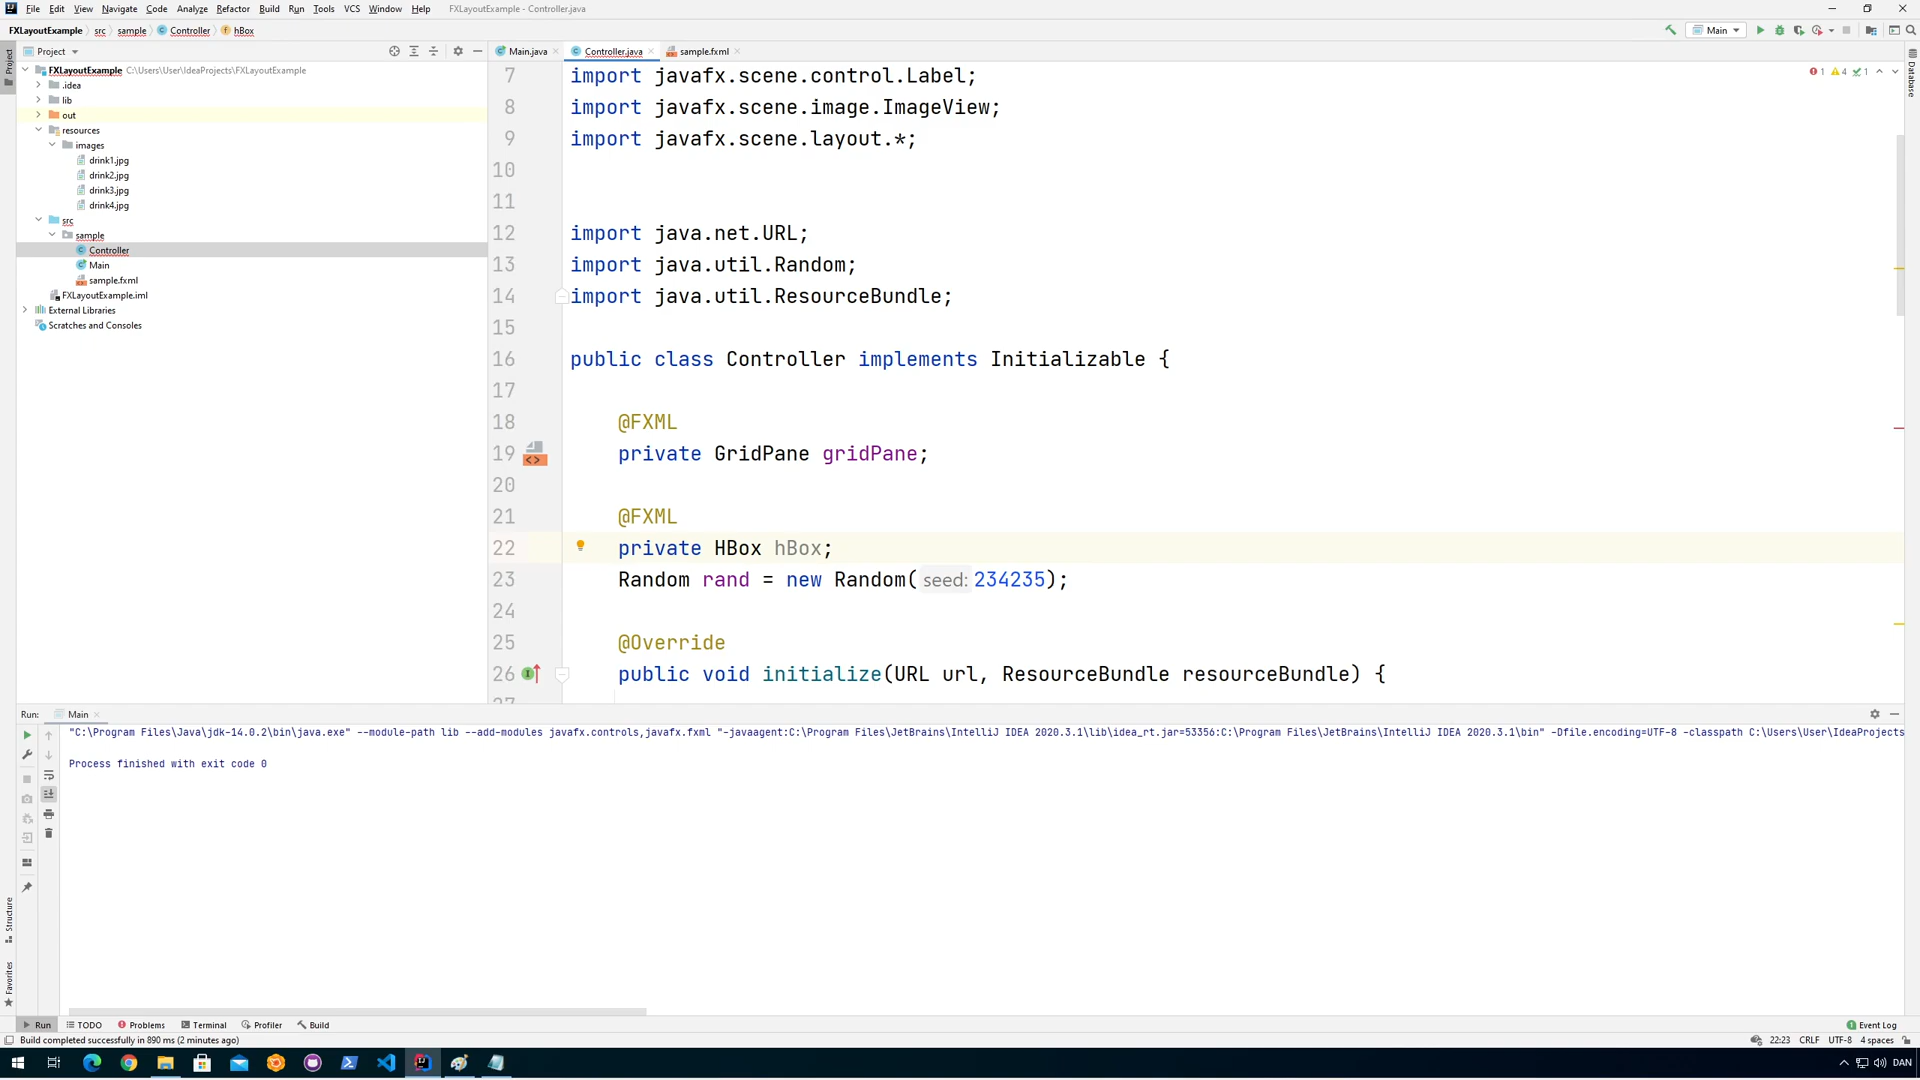 File Edit View Navigate Code Analyze Refactor Build Run Tools VCS Window Help FXLayoutExample - Controller.java
FXLayoutExample src sample Controller hBox
Main
Project
Main.java Controller.java sample.fxml
FXLayoutExample C:\Users\User\IdeaProjects\FXLayoutExample
.idea
lib
out
resources
images
drink1.jpg
drink2.jpg
drink3.jpg
drink4.jpg
src
sample
Controller
Main
sample.fxml
FXLayoutExample.iml
External Libraries
Scratches and Consoles
Project
Structure
Favorites
7 import javafx.scene.control.Label;
8 import javafx.scene.image.ImageView;
9 import javafx.scene.layout.*;
10
11
12 import java.net.URL;
13 import java.util.Random;
14 import java.util.ResourceBundle;
15
16 public class Controller implements Initializable {
17
18 @FXML
19 private GridPane gridPane;
20
21 @FXML
22 private HBox hBox;
23 Random rand = new Random( seed: 234235);
24
25 @Override
26 public void initialize(URL url, ResourceBundle resourceBundle) {
27
1 4 1
Database
Run: Main
"C:\Program Files\Java\jdk-14.0.2\bin\java.exe" --module-path lib --add-modules javafx.controls,javafx.fxml "-javaagent:C:\Program Files\JetBrains\IntelliJ IDEA 2020.3.1\lib\idea_rt.jar=53356:C:\Program Files\JetBrains\IntelliJ IDEA 2020.3.1\bin" -Dfile.encoding=UTF-8 -classpath C:\Users\User\IdeaProjects
Process finished with exit code 0
Run TODO Problems Terminal Profiler Build Event Log
Build completed successfully in 890 ms (2 minutes ago) 22:23 CRLF UTF-8 4 spaces
DAN